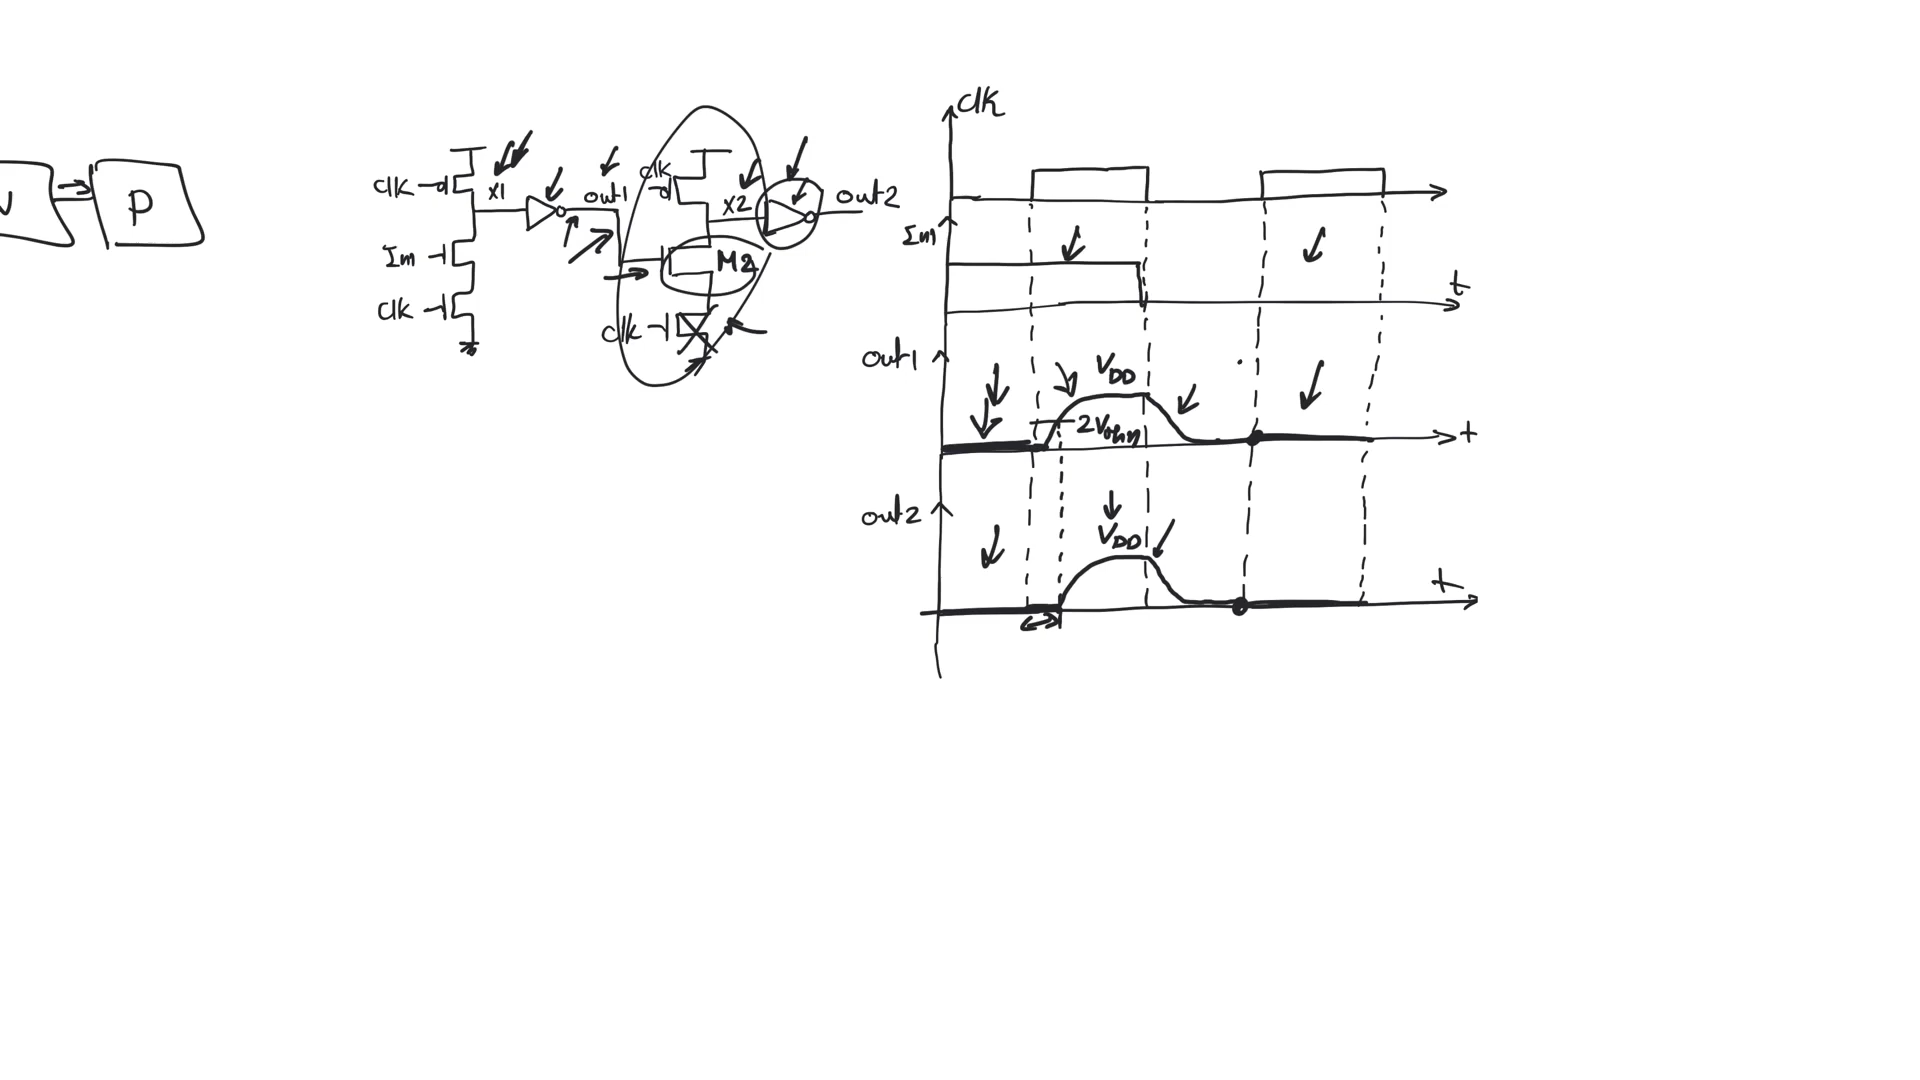 clk
P
clk
x1
out1
clk
x2
out2
In
In
M2
t
clk
clk
out1
VDD
2Vthn
t
out2
VDD
t